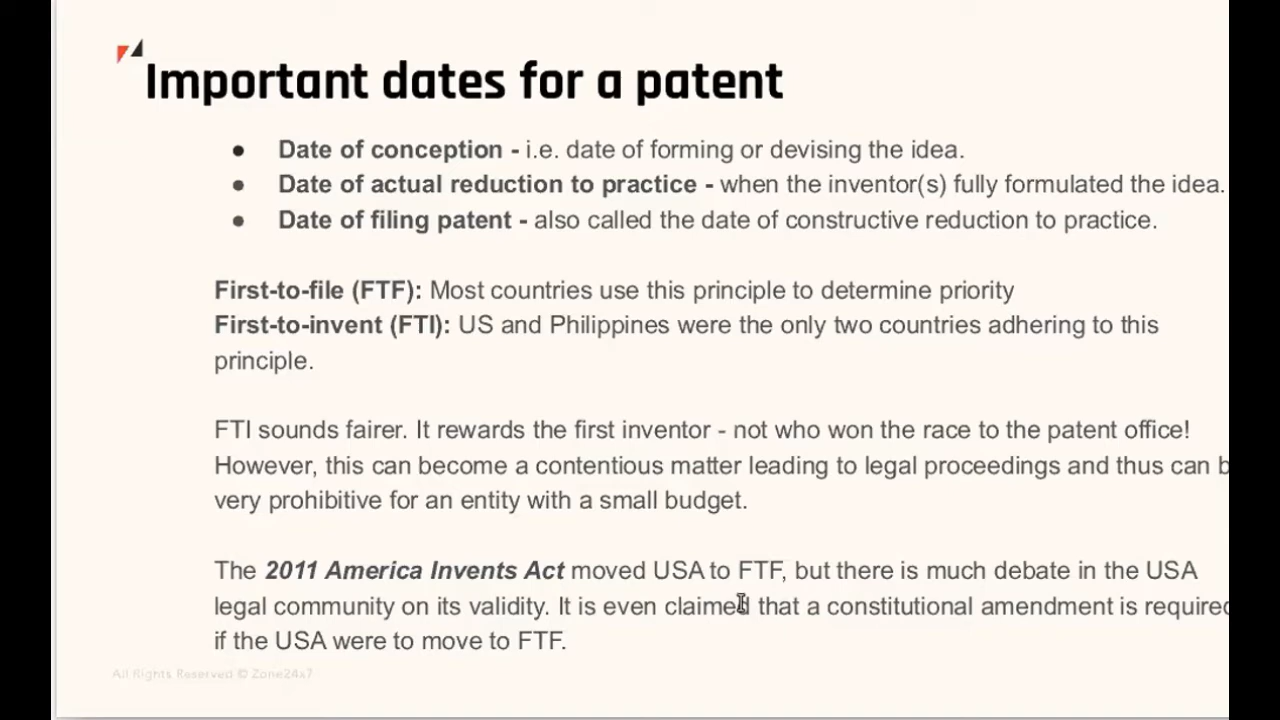 Important dates for a patent
● Date of conception - i.e. date of forming or devising the idea.
● Date of actual reduction to practice - when the inventor(s) fully formulated the idea.
● Date of filing patent - also called the date of constructive reduction to practice.
First-to-file (FTF): Most countries use this principle to determine priority
First-to-invent (FTI): US and Philippines were the only two countries adhering to this
principle.
FTI sounds fairer. It rewards the first inventor - not who won the race to the patent office!
However, this can become a contentious matter leading to legal proceedings and thus can b
very prohibitive for an entity with a small budget.
The 2011 America Invents Act moved USA to FTF, but there is much debate in the USA
legal community on its validity. It is even claimed that a constitutional amendment is required
if the USA were to move to FTF.
All Rights Reserved © Zone24x7